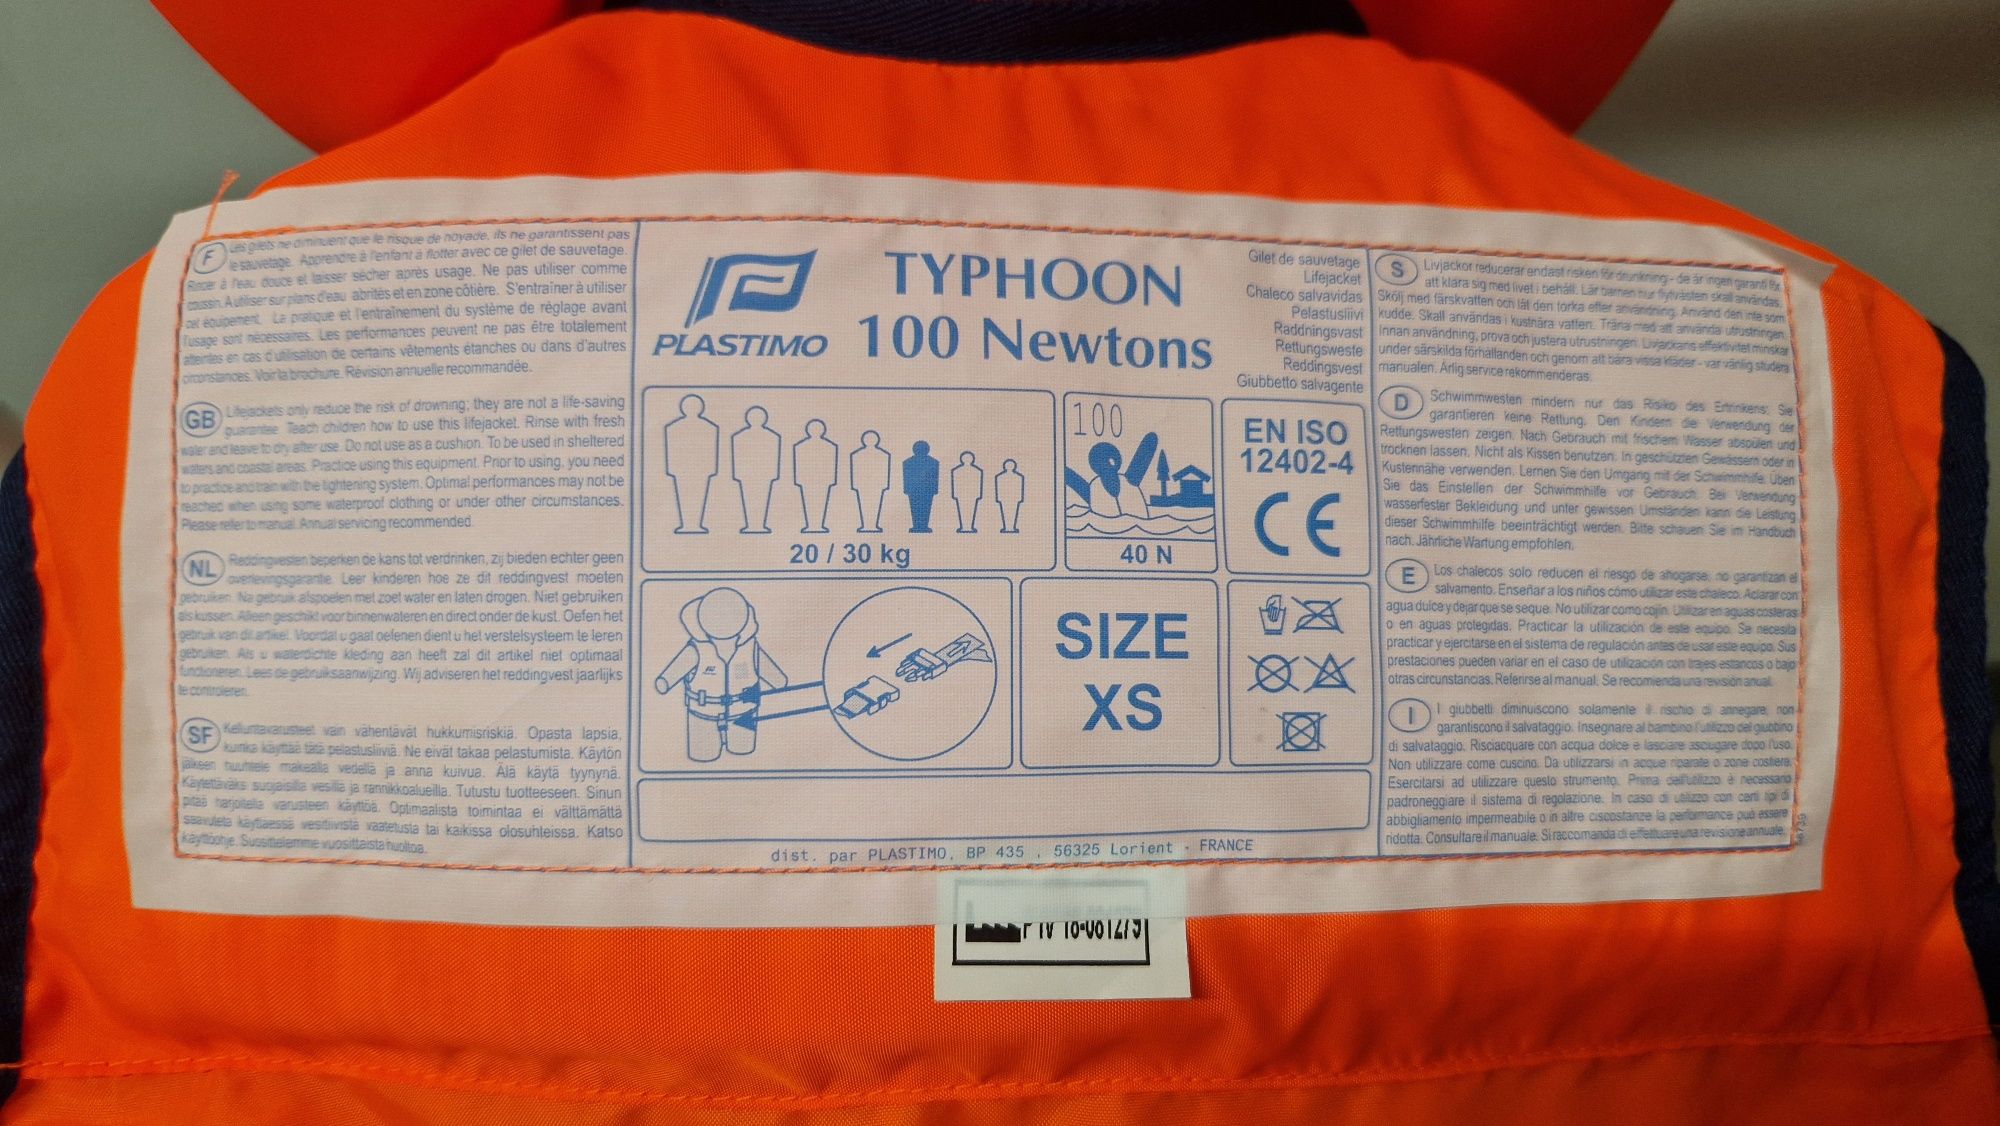 F Les gilets ne diminuent que le risque de noyade, ils ne garantissent pas
le sauvetage. Apprendre à l'enfant à flotter avec ce gilet de sauvetage.
Rincer à l'eau douce et laisser sécher après usage. Ne pas utiliser comme
coussin. A utiliser sur plans d'eau abrités et en zone côtière. S'entraîner à utiliser
cet équipement. La pratique et l'entraînement du système de réglage avant
l'usage sont nécessaires. Les performances peuvent ne pas être totalement
atteintes en cas d'utilisation de certains vêtements étanches ou dans d'autres
circonstances. Voir la brochure. Révision annuelle recommandée.
GB Lifejackets only reduce the risk of drowning; they are not a life-saving
guarantee. Teach children how to use this lifejacket. Rinse with fresh
water and leave to dry after use. Do not use as a cushion. To be used in sheltered
waters and coastal areas. Practice using this equipment. Prior to using, you need
to practice and train with the tightening system. Optimal performances may not be
reached when using some waterproof clothing or under other circumstances.
Please refer to manual. Annual servicing recommended.
NL Reddingvesten beperken de kans tot verdrinken, zij bieden echter geen
overlevingsgarantie. Leer kinderen hoe ze dit reddingvest moeten
gebruiken. Na gebruik afspoelen met zoet water en laten drogen. Niet gebruiken
als kussen. Alleen geschikt voor binnenwateren en direct onder de kust. Oefen het
gebruik van dit artikel. Voordat u gaat oefenen dient u het verstelsysteem te leren
gebruiken. Als u waterdichte kleding aan heeft zal dit artikel niet optimaal
functioneren. Lees de gebruiksaanwijzing. Wij adviseren het reddingvest jaarlijks
te controleren.
SF Kelluntavarusteet vain vähentävät hukkumisriskiä. Opasta lapsia,
kuinka käyttää tätä pelastusliiviä. Ne eivät takaa pelastumista. Käytön
jälkeen huuhtele makealla vedellä ja anna kuivua. Älä käytä tyynynä.
Käytettäväks suojaisilla vesillä ja rannikkoalueilla. Tutustu tuotteeseen. Sinun
pitää harjoitella varusteen käyttöä. Optimaalista toimintaa ei välttämättä
saavuteta käyttäessä vesitiivistä vaatetusta tai kaikissa olosuhteissa. Katso
käyttöohje. Suosittelemme vuosittaista huoltoa.
PLASTIMO
TYPHOON
100 Newtons
Gilet de sauvetage
Lifejacket
Chaleco salvavidas
Pelastusliivi
Raddningsvast
Rettungsweste
Reddingsvest
Giubbetto salvagente
20 / 30 kg
100
40 N
EN ISO
12402-4
CE
SIZE
XS
dist. par PLASTIMO, BP 435 , 56325 Lorient - FRANCE
18-081279
S Livjackor reducerar endast risken för drunkning - de är ingen garanti för
att klara sig med livet i behåll. Lär barnen hur flytvästen skall användas.
Skölj med färskvatten och låt den torka efter användning. Använd den inte som
kudde. Skall användas i kustnära vatten. Träna med att använda utrustningen.
Innan användning, prova och justera utrustningen. Livjackans effektivitet minskar
under särskilda förhållanden och genom att bära vissa kläder - var vänlig studera
manualen. Årlig service rekommenderas.
D Schwimmwesten mindern nur das Risiko des Ertrinkens; Sie
garantieren keine Rettung. Den Kindern die Verwendung der
Rettungswesten zeigen. Nach Gebrauch mit frischem Wasser abspülen und
trocknen lassen. Nicht als Kissen benutzen. In geschützten Gewässern oder in
Küstennähe verwenden. Lernen Sie den Umgang mit der Schwimmhilfe. Üben
Sie das Einstellen der Schwimmhilfe vor Gebrauch. Bei Verwendung
wasserfester Bekleidung und unter gewissen Umständen kann die Leistung
dieser Schwimmhilfe beeinträchtigt werden. Bitte schauen Sie im Handbuch
nach. Jährliche Wartung empfohlen.
E Los chalecos solo reducen el riesgo de ahogarse, no garantizan el
salvamento. Enseñar a los niños cómo utilizar este chaleco. Aclarar con
agua dulce y dejar que se seque. No utilizar como cojín. Utilizar en aguas costeras
o en aguas protegidas. Practicar la utilización de este equipo. Se necesita
practicar y ejercitarse en el sistema de regulación antes de usar este equipo. Sus
prestaciones pueden variar en el caso de utilización con trajes estancos o bajo
otras circunstancias. Referirse al manual. Se recomienda una revisión anual.
I I giubbetti diminuiscono solamente il rischio di annegare, non
garantiscono il salvataggio. Insegnare al bambino l'utilizzo del giubbino
di salvataggio. Risciacquare con acqua dolce e lasciare asciugare dopo l'uso.
Non utilizzare come cuscino. Da utilizzarsi in acque riparate o zone costiere.
Esercitarsi ad utilizzare questo strumento. Prima dell'utilizzo è necessario
padroneggiare il sistema di regolazione. In caso di utilizzo con certi tipi di
abbigliamento impermeabile o in altre ciscostanze la performance può essere
ridotta. Consultare il manuale. Si raccomanda di effettuare una revisione annuale.